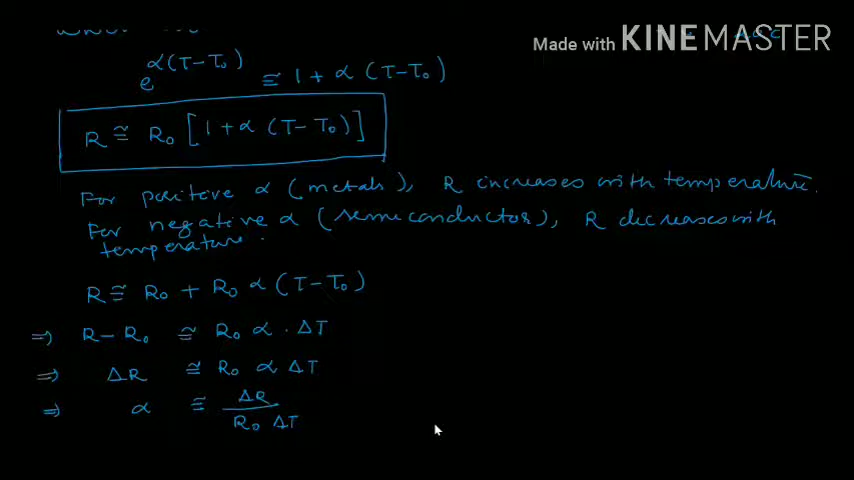 Made with KINEMASTER
e^α(T-T₀) ≅ 1 + α (T-T₀)
R ≅ R₀ [1 + α (T-T₀)]
For positive α (metals), R increases with temperature.
For negative α (semiconductor), R decreases with
temperature.
R ≅ R₀ + R₀ α (T-T₀)
⇒ R - R₀ ≅ R₀ α . ΔT
⇒ ΔR ≅ R₀ α ΔT
⇒ α ≅ ΔR / R₀ ΔT